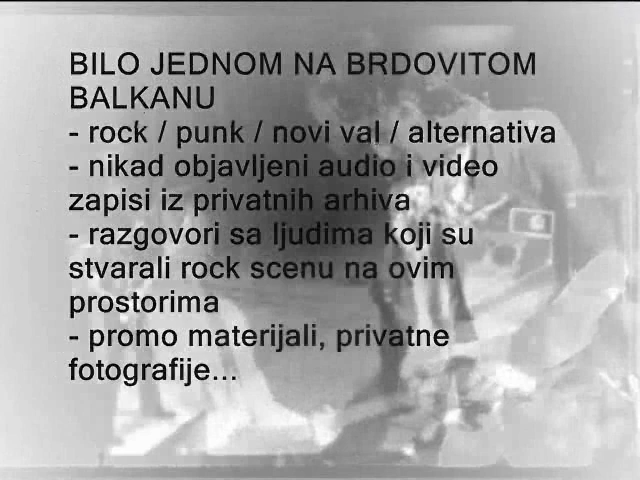 BILO JEDNOM NA BRDOVITOM
BALKANU
- rock / punk / novi val / alternativa
- nikad objavljeni audio i video
zapisi iz privatnih arhiva
- razgovori sa ljudima koji su
stvarali rock scenu na ovim
prostorima
- promo materijali, privatne
fotografije...